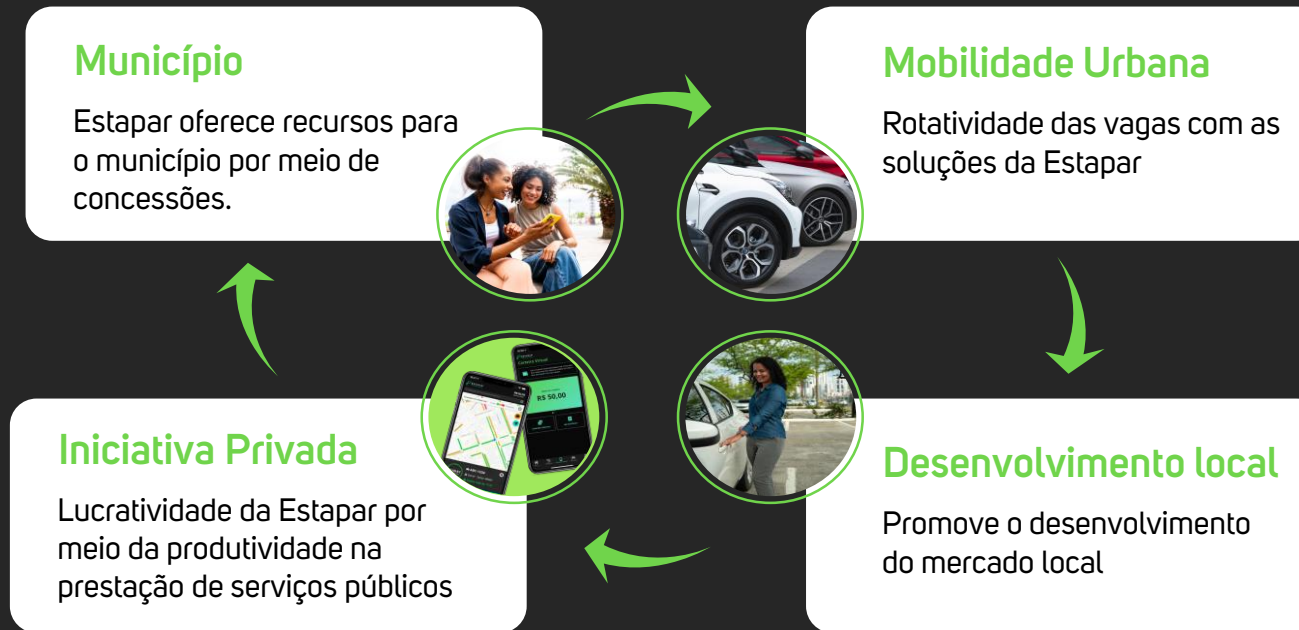 Município
Estapar oferece recursos para
o município por meio de
concessões.
Mobilidade Urbana
Rotatividade das vagas com as
soluções da Estapar
R$ 50,00
Iniciativa Privada
Lucratividade da Estapar por
meio da produtividade na
prestação de serviços públicos
Desenvolvimento local
Promove o desenvolvimento
do mercado local